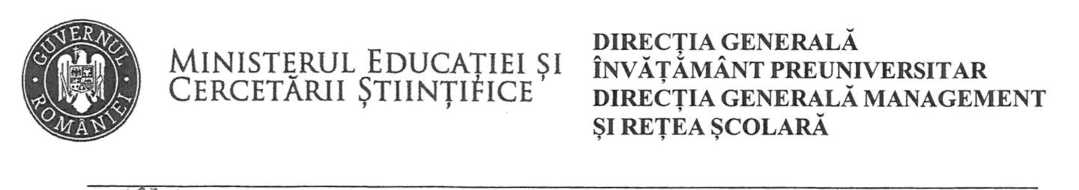 GUVERNUL
ROMÂNIEI
MINISTERUL EDUCAȚIEI ȘI
CERCETĂRII ȘTIINȚIFICE
DIRECȚIA GENERALĂ
ÎNVĂȚĂMÂNT PREUNIVERSITAR
DIRECȚIA GENERALĂ MANAGEMENT
ȘI REȚEA ȘCOLARĂ